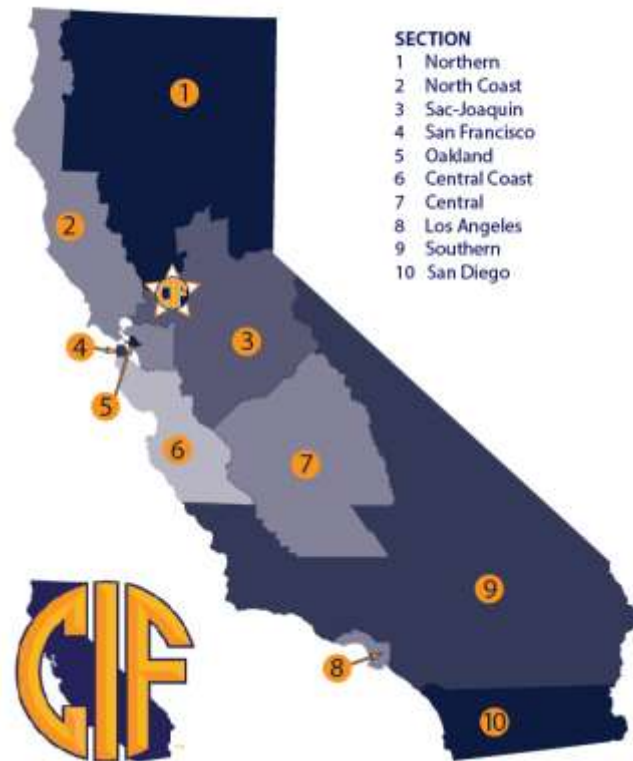 SECTION
1 Northern
2 North Coast
3 Sac-Joaquin
4 San Francisco
5 Oakland
6 Central Coast
7 Central
8 Los Angeles
9 Southern
10 San Diego
1
2
CIF
3
4
5
6
7
9
8
10
CIF